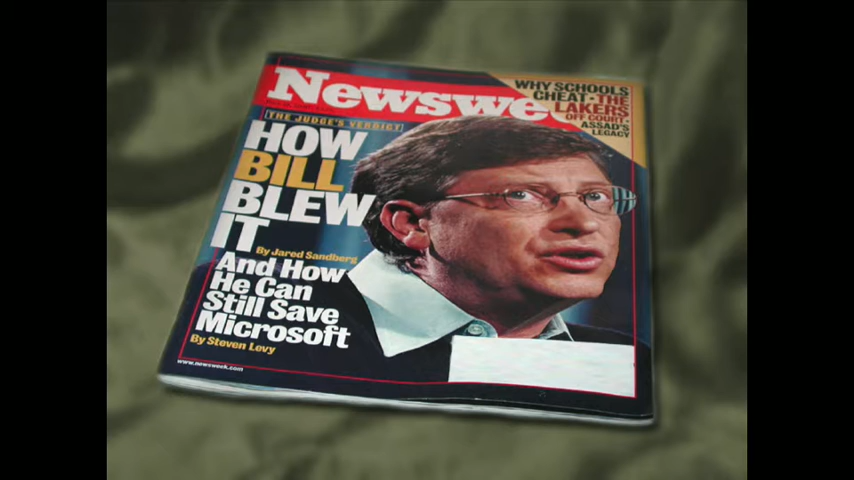 Newswee
WHY SCHOOLS
CHEAT • THE
LAKERS
OFF COURT •
ASSAD'S
LEGACY
THE JUDGE'S VERDICT
HOW
BILL
BLEW
IT
By Jared Sandberg
And How
He Can
Still Save
Microsoft
By Steven Levy
www.newsweek.com